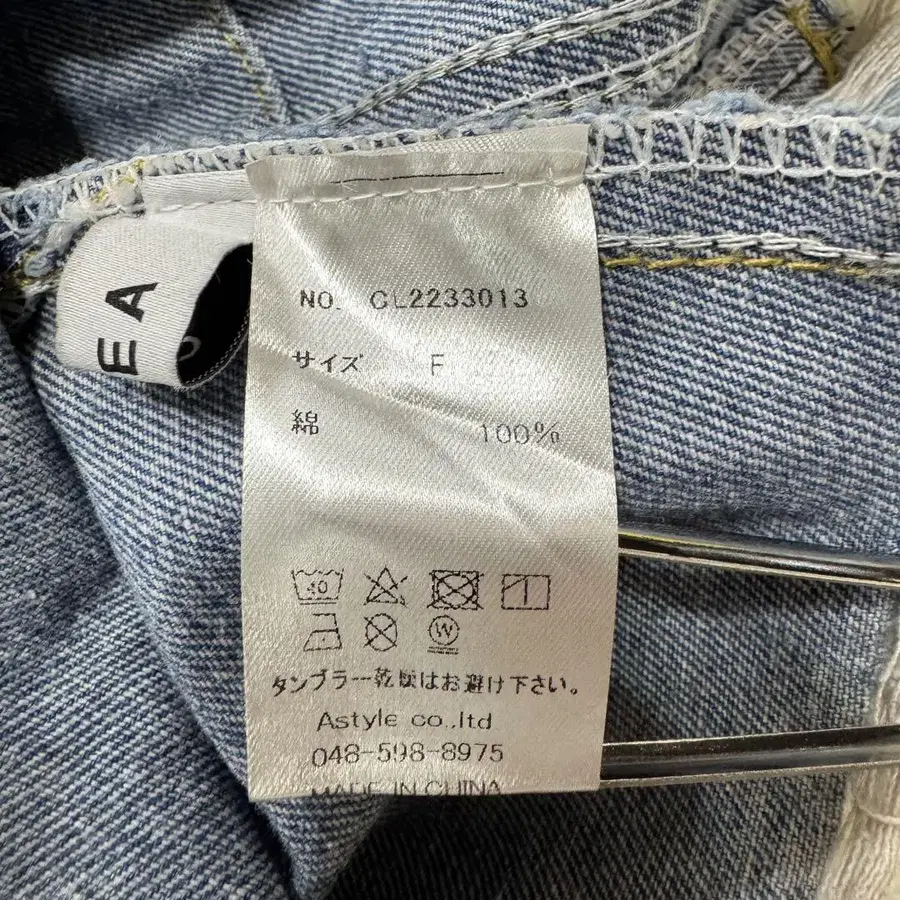 EA
NO. CL2233013
サイズ F
綿 100%
40
W
タンブラー乾燥はお避け下さい。
Astyle co.,ltd
048-598-8975
MADE IN CHINA